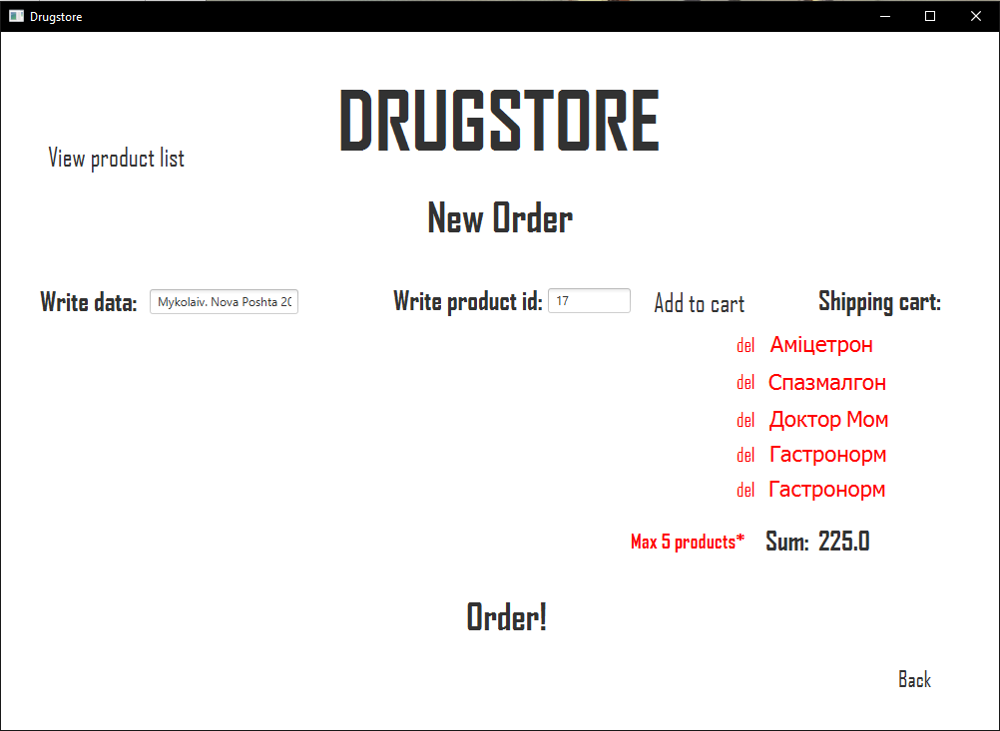 Drugstore
DRUGSTORE
View product list
New Order
Write data: Mykolaiv. Nova Poshta 20
Write product id: 17 Add to cart
Shipping cart:
del Аміцетрон
del Спазмалгон
del Доктор Мом
del Гастронорм
del Гастронорм
Max 5 products* Sum: 225.0
Order!
Back